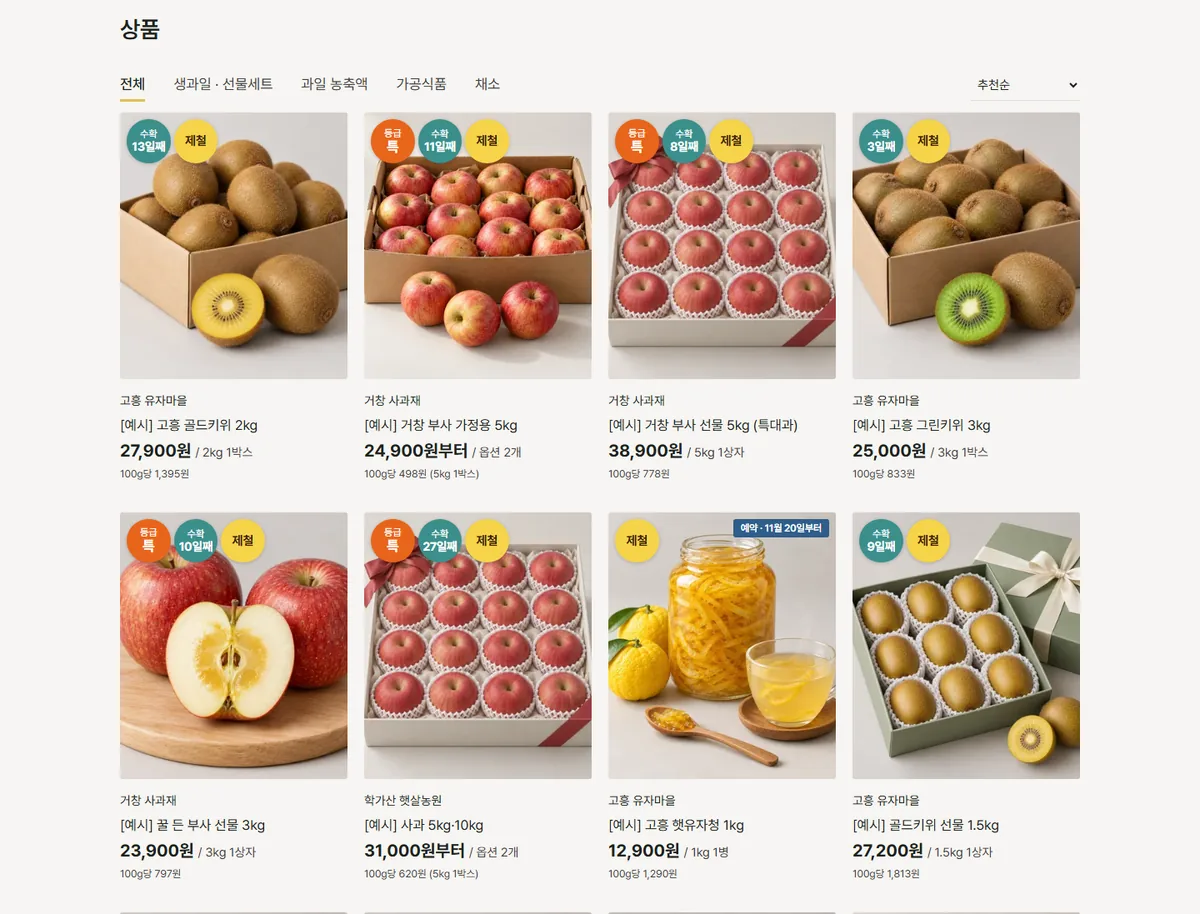 상품
전체
생과일 · 선물세트
과일 농축액
가공식품
채소
추천순
수확
13일째
제철
등급
특
수확
11일째
제철
등급
특
수확
8일째
제철
수확
3일째
제철
고흥 유자마을
[예시] 고흥 골드키위 2kg
27,900원 / 2kg 1박스
100g당 1,395원
거창 사과재
[예시] 거창 부사 가정용 5kg
24,900원부터 / 옵션 2개
100g당 498원 (5kg 1박스)
거창 사과재
[예시] 거창 부사 선물 5kg (특대과)
38,900원 / 5kg 1상자
100g당 778원
고흥 유자마을
[예시] 고흥 그린키위 3kg
25,000원 / 3kg 1박스
100g당 833원
등급
특
수확
10일째
제철
등급
특
수확
27일째
제철
제철
예약 · 11월 20일부터
수확
9일째
제철
거창 사과재
[예시] 꿀 든 부사 선물 3kg
23,900원 / 3kg 1상자
100g당 797원
학가산 햇살농원
[예시] 사과 5kg·10kg
31,000원부터 / 옵션 2개
100g당 620원 (5kg 1박스)
고흥 유자마을
[예시] 고흥 햇유자청 1kg
12,900원 / 1kg 1병
100g당 1,290원
고흥 유자마을
[예시] 골드키위 선물 1.5kg
27,200원 / 1.5kg 1상자
100g당 1,813원